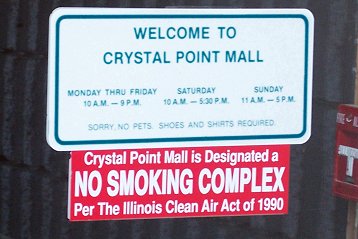 WELCOME TO
CRYSTAL POINT MALL
MONDAY THRU FRIDAY SATURDAY SUNDAY
10 A.M. — 9 P.M. 10 A.M. — 5:30 P.M. 11 A.M. — 5 P.M.
SORRY, NO PETS. SHOES AND SHIRTS REQUIRED.
Crystal Point Mall is Designated a
NO SMOKING COMPLEX
Per The Illinois Clean Air Act of 1990